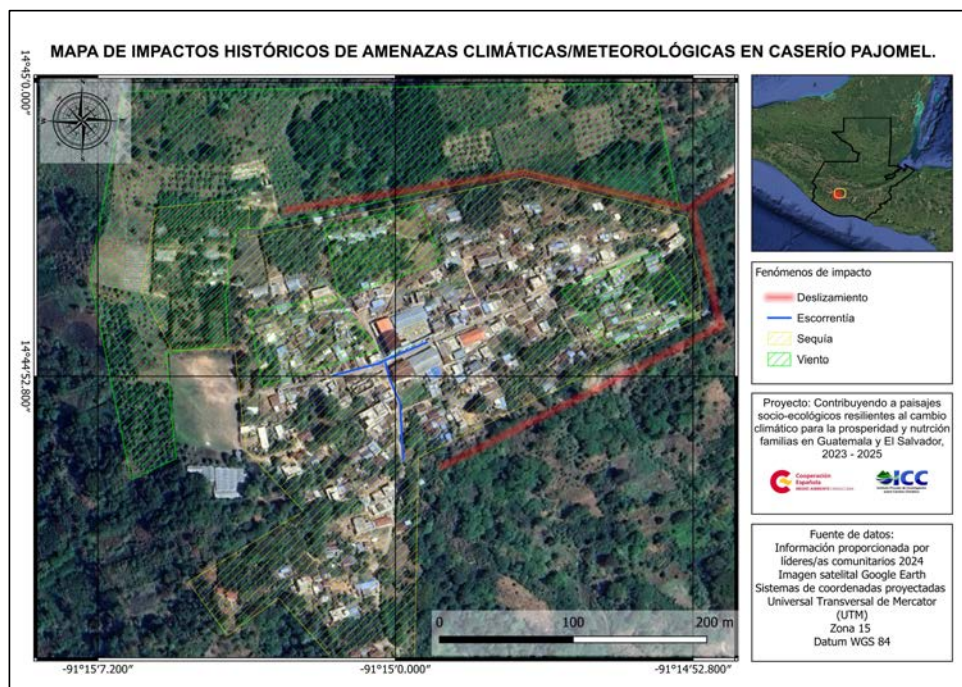 MAPA DE IMPACTOS HISTÓRICOS DE AMENAZAS CLIMÁTICAS/METEOROLÓGICAS EN CASERÍO PAJOMEL.
14°45'0.000"
14°44'52.800"
-91°15'7.200"
-91°15'0.000"
-91°14'52.800"
0 100 200 m
Fenómenos de impacto
Deslizamiento
Escorrentía
Sequía
Viento
Proyecto: Contribuyendo a paisajes
socio-ecológicos resilientes al cambio
climático para la prosperidad y nutrción
familias en Guatemala y El Salvador,
2023 - 2025
Cooperación
Española
ICC
Fuente de datos:
Información proporcionada por
líderes/as comunitarios 2024
Imagen satelital Google Earth
Sistemas de coordenadas proyectadas
Universal Transversal de Mercator
(UTM)
Zona 15
Datum WGS 84